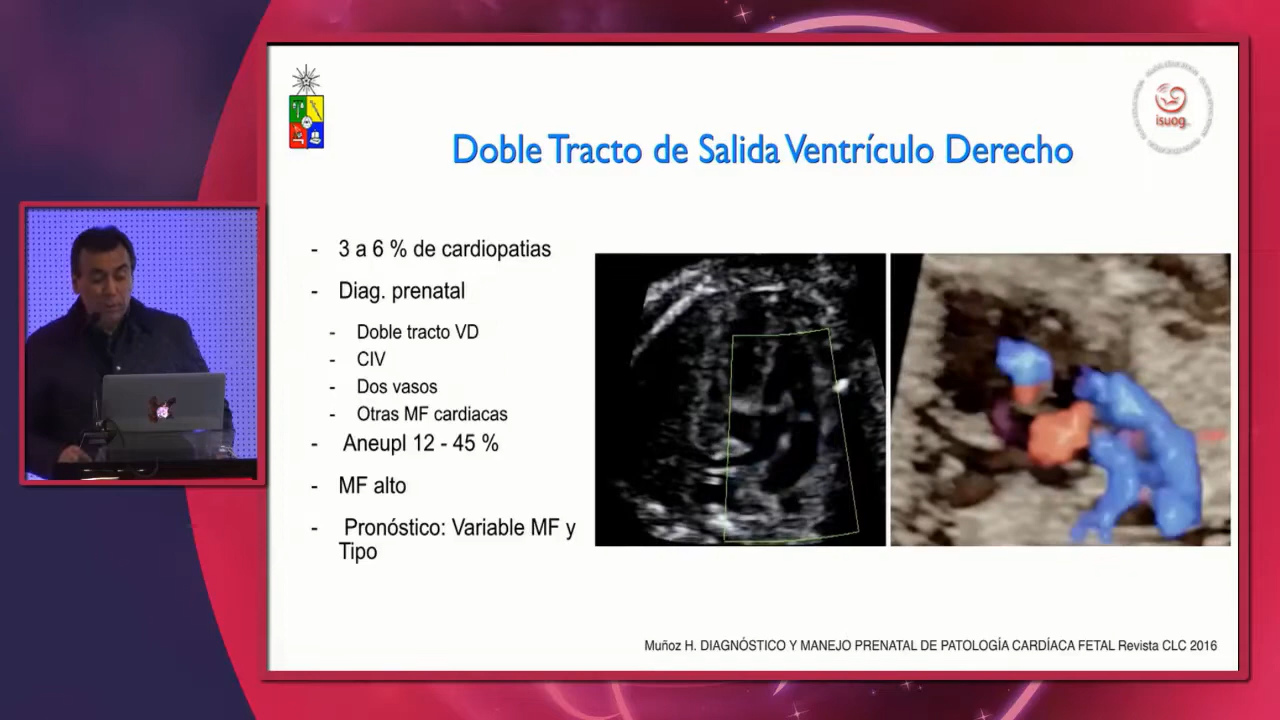 isuog
Doble Tracto de Salida Ventrículo Derecho
- 3 a 6 % de cardiopatias
- Diag. prenatal
- Doble tracto VD
- CIV
- Dos vasos
- Otras MF cardiacas
- Aneupl 12 - 45 %
- MF alto
- Pronóstico: Variable MF y
Tipo
Muñoz H. DIAGNÓSTICO Y MANEJO PRENATAL DE PATOLOGÍA CARDÍACA FETAL Revista CLC 2016